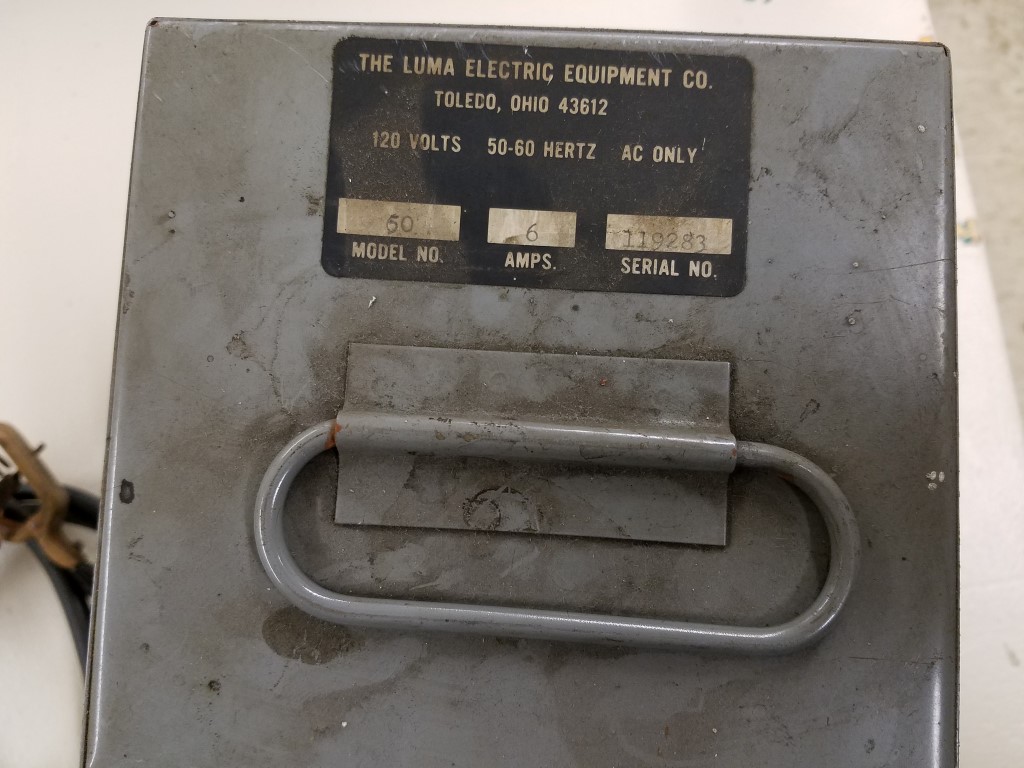 THE LUMA ELECTRIC EQUIPMENT CO.
TOLEDO, OHIO 43612
120 VOLTS 50-60 HERTZ AC ONLY
60 6 119283
MODEL NO. AMPS. SERIAL NO.